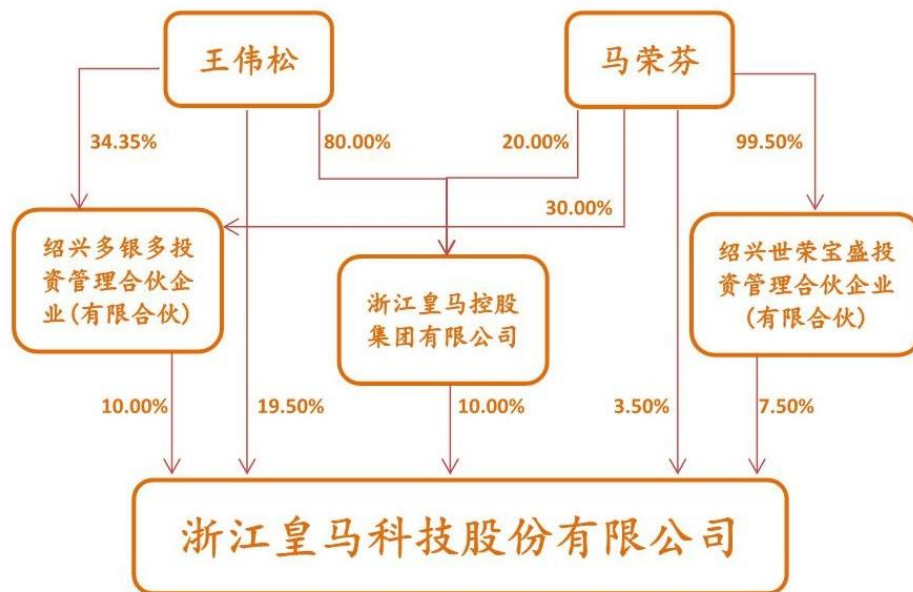 王伟松
马荣芬
34.35%
80.00%
20.00%
99.50%
30.00%
绍兴多银多投
资管理合伙企
业(有限合伙)
浙江皇马控股
集团有限公司
绍兴世荣宝盛投
资管理合伙企业
(有限合伙)
10.00%
19.50%
10.00%
3.50%
7.50%
浙江皇马科技股份有限公司